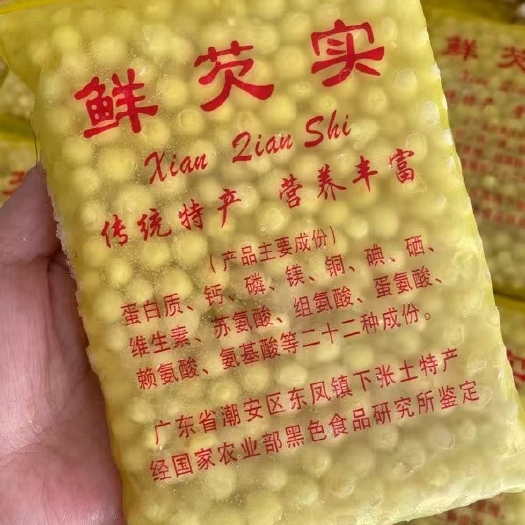 鲜芡实
Xian Qian Shi
传统特产 营养丰富
(产品主要成份)
蛋白质、钙、磷、镁、铜、碘、硒、
维生素、苏氨酸、组氨酸、蛋氨酸、
赖氨酸、氨基酸等二十二种成份。
广东省潮安区东凤镇下张土特产
经国家农业部黑色食品研究所鉴定